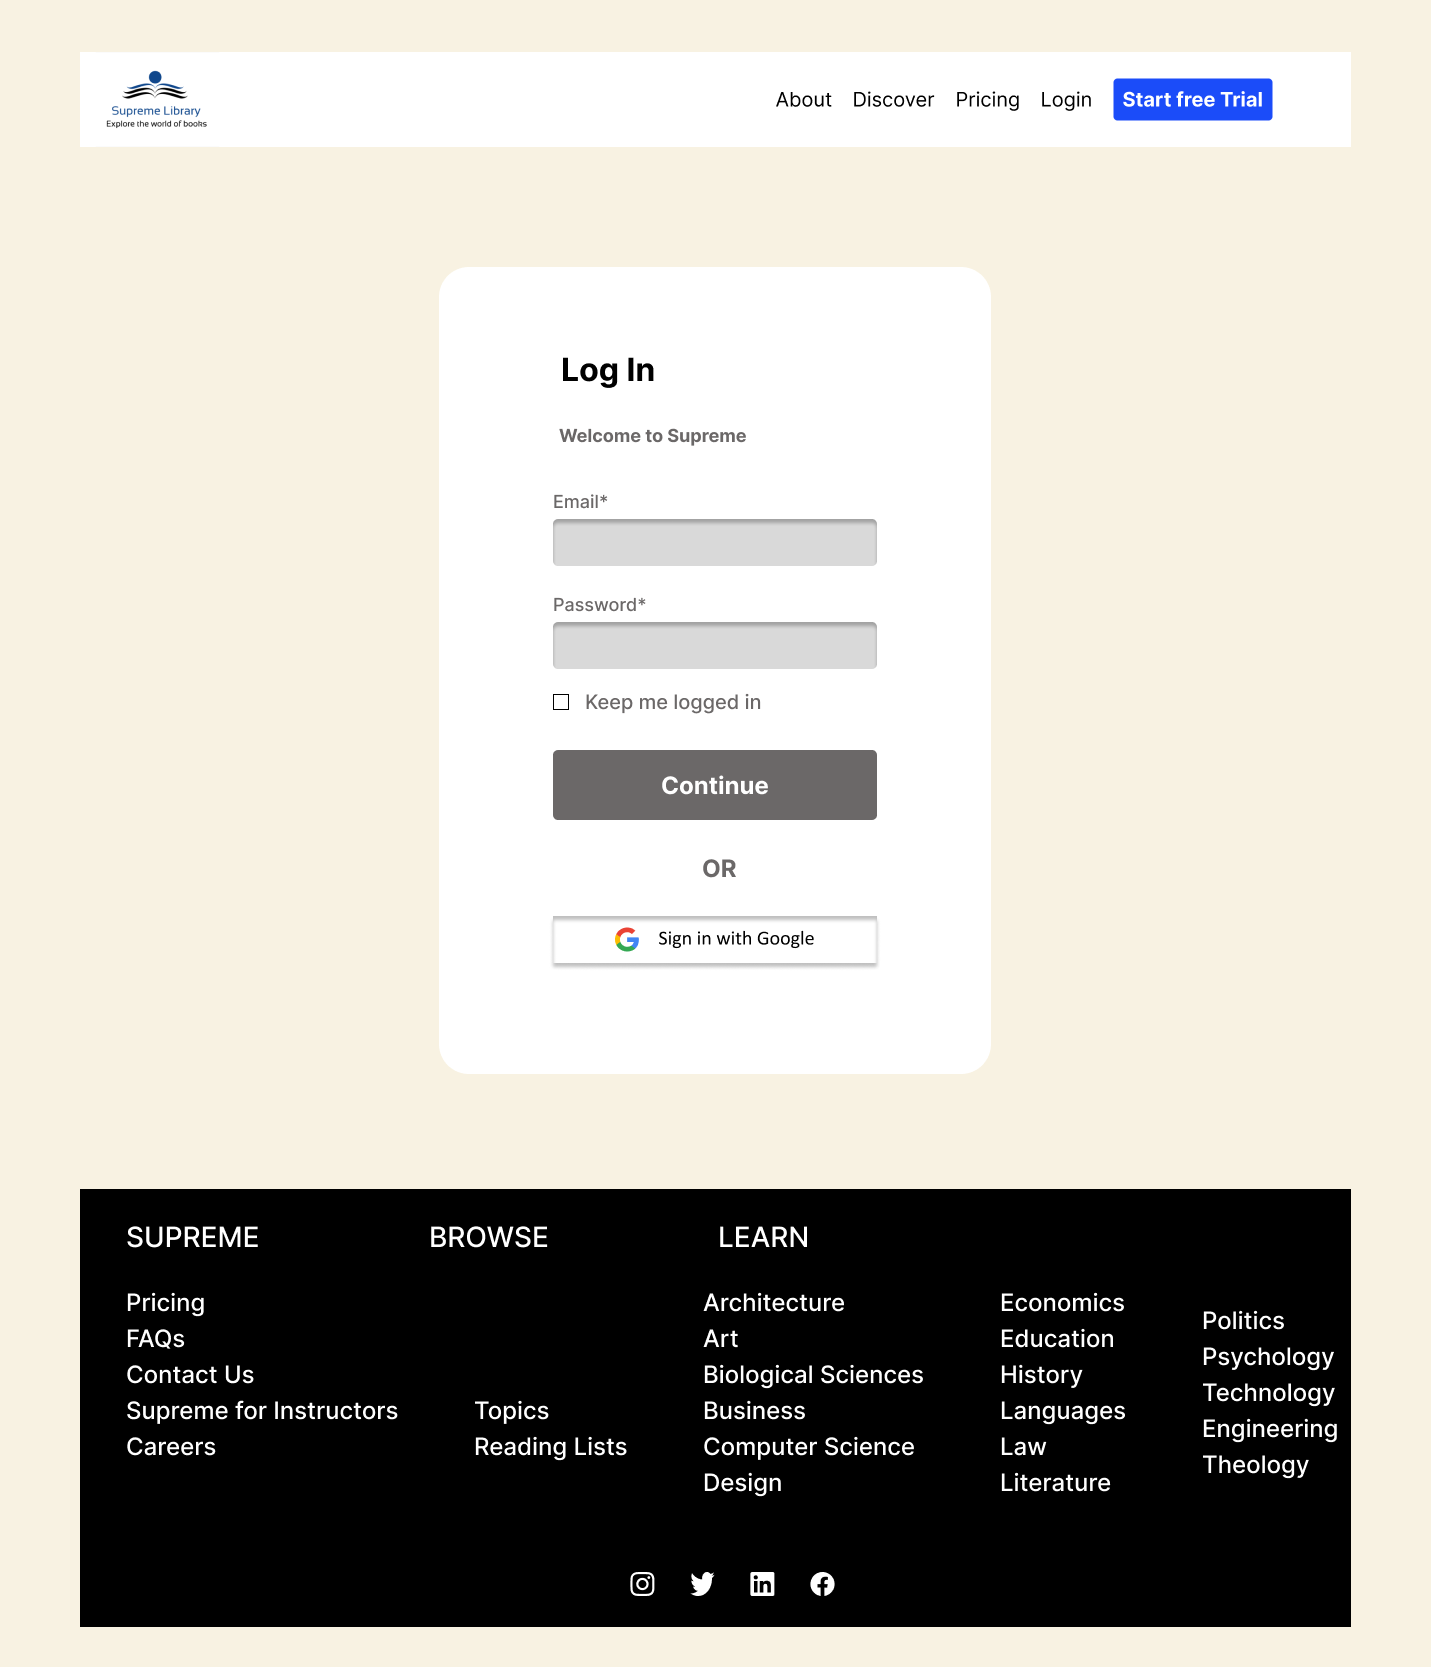 Supreme Library
Explore the world of books
About Discover Pricing Login Start free Trial
Log In
Welcome to Supreme
Email*
Password*
Keep me logged in
Continue
OR
Sign in with Google
SUPREME
Pricing
FAQs
Contact Us
Supreme for Instructors
Careers
BROWSE
Topics
Reading Lists
LEARN
Architecture
Art
Biological Sciences
Business
Computer Science
Design
Economics
Education
History
Languages
Law
Literature
Politics
Psychology
Technology
Engineering
Theology